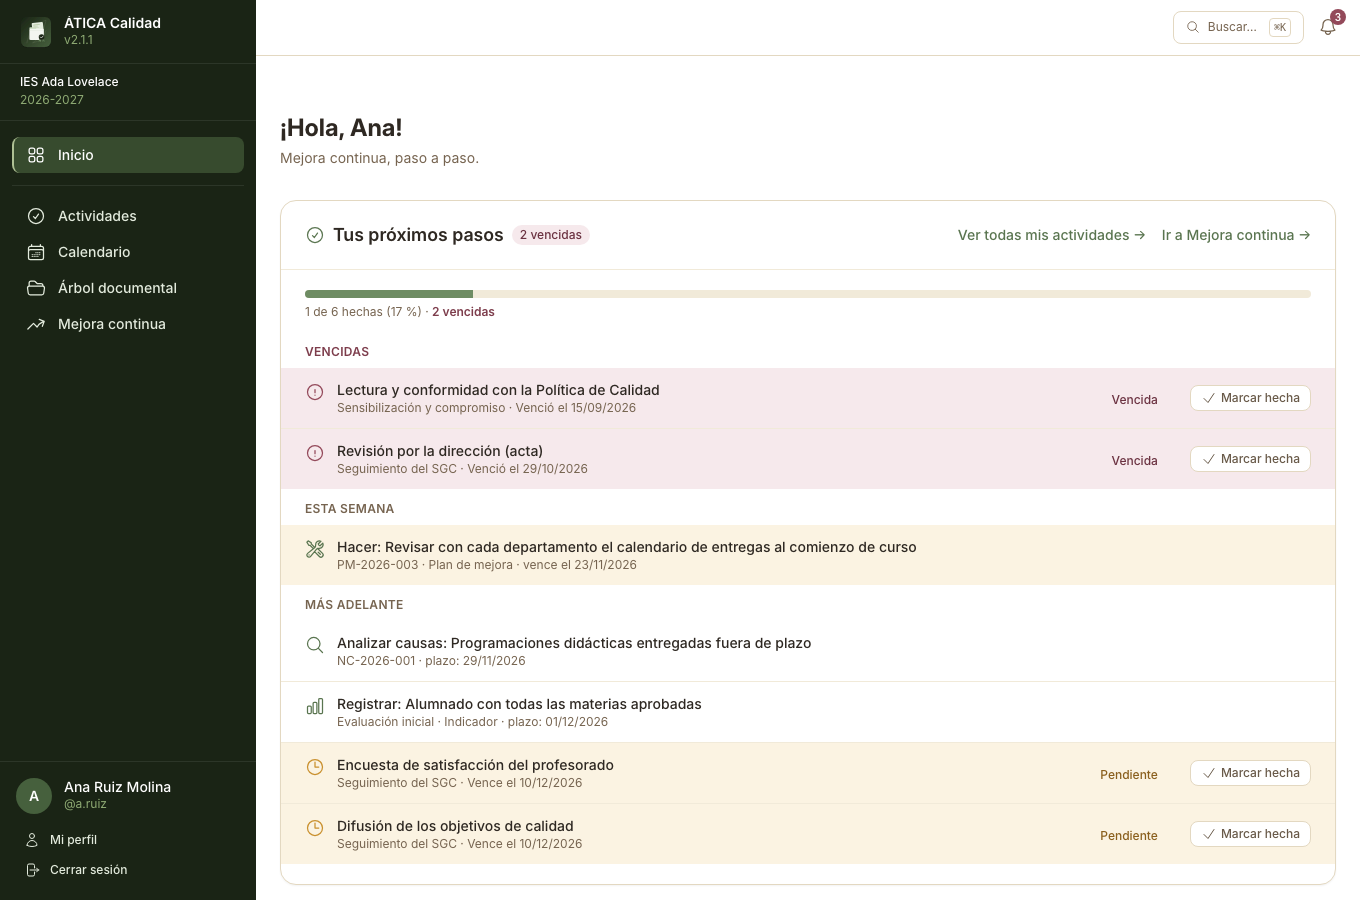 ÁTICA Calidad
v2.1.1
IES Ada Lovelace
2026-2027
Inicio
Actividades
Calendario
Árbol documental
Mejora continua
Ana Ruiz Molina
A
@a.ruiz
Mi perfil
Cerrar sesión
Buscar...
⌘K
3
¡Hola, Ana!
Mejora continua, paso a paso.
Tus próximos pasos
2 vencidas
Ver todas mis actividades →
Ir a Mejora continua →
1 de 6 hechas (17 %) · 2 vencidas
VENCIDAS
Lectura y conformidad con la Política de Calidad
Sensibilización y compromiso · Venció el 15/09/2026
Vencida
Marcar hecha
Revisión por la dirección (acta)
Seguimiento del SGC · Venció el 29/10/2026
Vencida
Marcar hecha
ESTA SEMANA
Hacer: Revisar con cada departamento el calendario de entregas al comienzo de curso
PM-2026-003 · Plan de mejora · vence el 23/11/2026
MÁS ADELANTE
Analizar causas: Programaciones didácticas entregadas fuera de plazo
NC-2026-001 · plazo: 29/11/2026
Registrar: Alumnado con todas las materias aprobadas
Evaluación inicial · Indicador · plazo: 01/12/2026
Encuesta de satisfacción del profesorado
Seguimiento del SGC · Vence el 10/12/2026
Pendiente
Marcar hecha
Difusión de los objetivos de calidad
Seguimiento del SGC · Vence el 10/12/2026
Pendiente
Marcar hecha